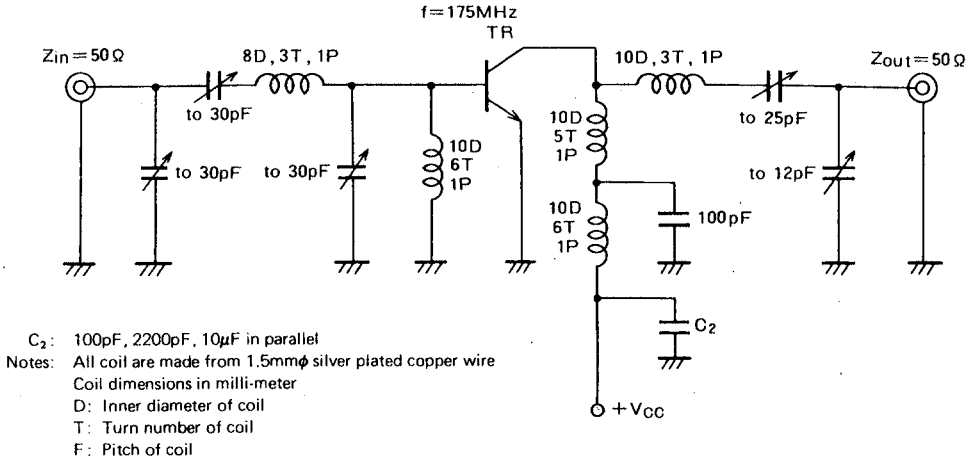 f=175MHz
TR
Zin=50Ω
8D, 3T, 1P
10D, 3T, 1P
Zout=50Ω
to 30pF
to 25pF
10D
5T
1P
to 30pF
to 30pF
10D
6T
1P
to 12pF
10D
6T
1P
100pF
C2
C2: 100pF, 2200pF, 10μF in parallel
Notes: All coil are made from 1.5mmφ silver plated copper wire
Coil dimensions in milli-meter
D: Inner diameter of coil
T: Turn number of coil
F: Pitch of coil
+VCC